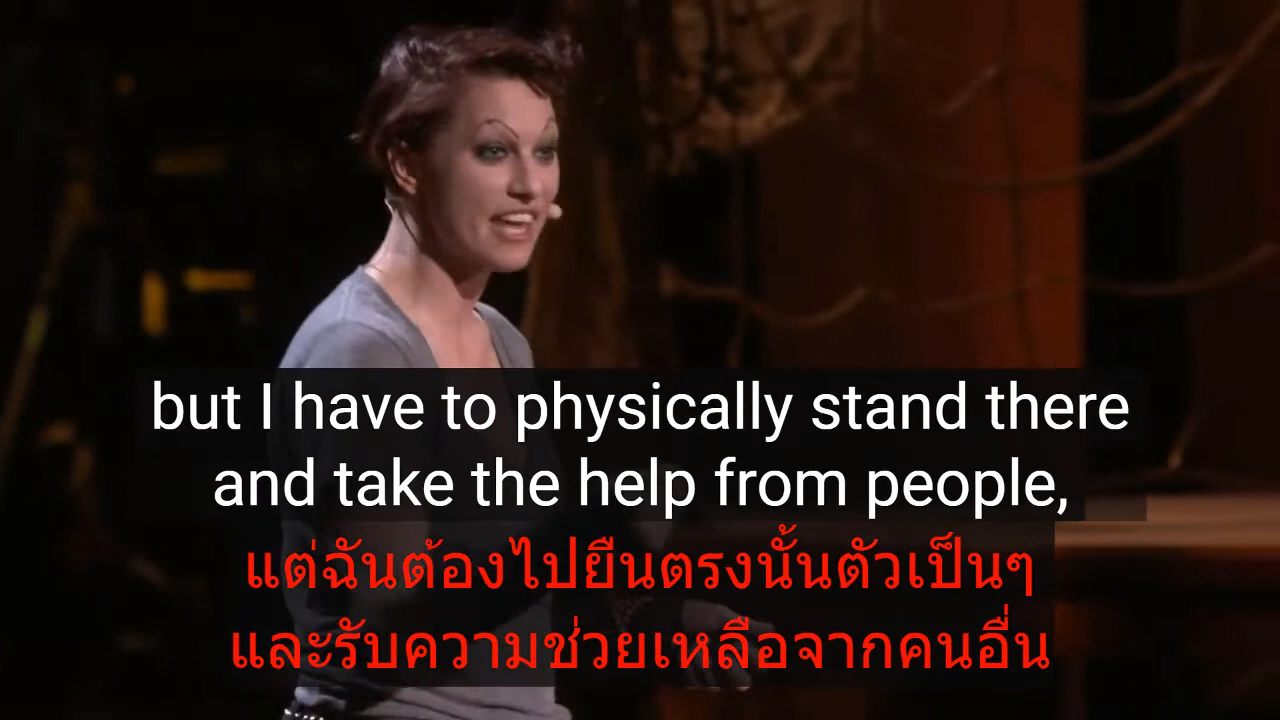 but I have to physically stand there
and take the help from people,
แต่ฉันต้องไปยืนตรงนั้นตัวเป็นๆ
และรับความช่วยเหลือจากคนอื่น